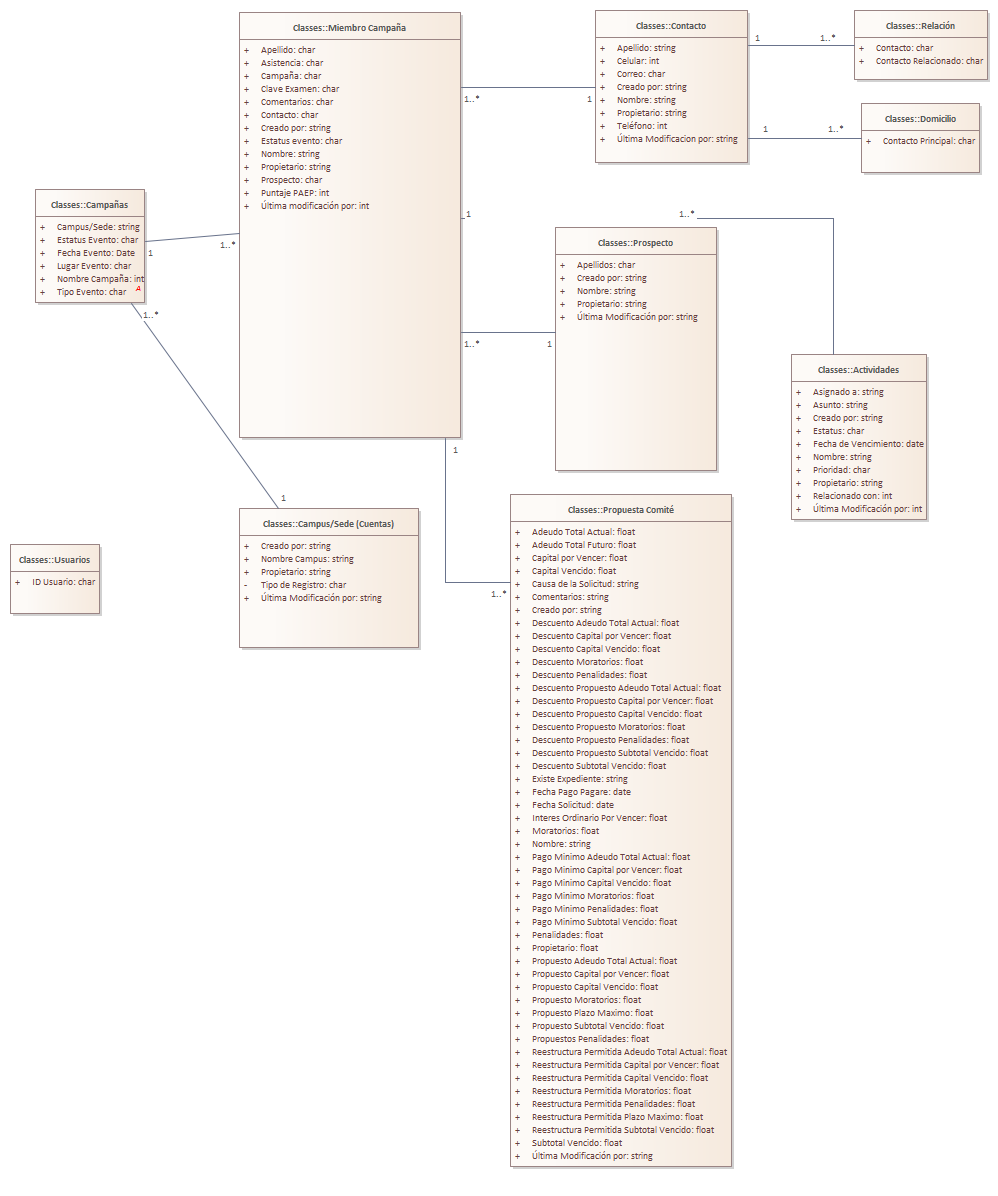 Classes::Miembro Campaña
+ Apellido: char
+ Asistencia: char
+ Campaña: char
+ Clave Examen: char
+ Comentarios: char
+ Contacto: char
+ Creado por: string
+ Estatus evento: char
+ Nombre: string
+ Propietario: string
+ Prospecto: char
+ Puntaje PAEP: int
+ Última modificación por: int
Classes::Contacto
+ Apellido: string
+ Celular: int
+ Correo: char
+ Creado por: string
+ Nombre: string
+ Propietario: string
+ Teléfono: int
+ Última Modificacion por: string
Classes::Relación
+ Contacto: char
+ Contacto Relacionado: char
1
1..*
1..*
1
Classes::Domicilio
+ Contacto Principal: char
1
1..*
Classes::Campañas
+ Campus/Sede: string
+ Estatus Evento: char
+ Fecha Evento: Date
+ Lugar Evento: char
+ Nombre Campaña: int
+ Tipo Evento: char
A
1
1..*
1..*
1
1
1..*
Classes::Prospecto
+ Apellidos: char
+ Creado por: string
+ Nombre: string
+ Propietario: string
+ Última Modificación por: string
1..*
1
Classes::Actividades
+ Asignado a: string
+ Asunto: string
+ Creado por: string
+ Estatus: char
+ Fecha de Vencimiento: date
+ Nombre: string
+ Prioridad: char
+ Propietario: string
+ Relacionado con: int
+ Última Modificación por: int
1
1..*
Classes::Campus/Sede (Cuentas)
+ Creado por: string
+ Nombre Campus: string
+ Propietario: string
- Tipo de Registro: char
+ Última Modificación por: string
Classes::Usuarios
+ ID Usuario: char
Classes::Propuesta Comité
+ Adeudo Total Actual: float
+ Adeudo Total Futuro: float
+ Capital por Vencer: float
+ Capital Vencido: float
+ Causa de la Solicitud: string
+ Comentarios: string
+ Creado por: string
+ Descuento Adeudo Total Actual: float
+ Descuento Capital por Vencer: float
+ Descuento Capital Vencido: float
+ Descuento Moratorios: float
+ Descuento Penalidades: float
+ Descuento Propuesto Adeudo Total Actual: float
+ Descuento Propuesto Capital por Vencer: float
+ Descuento Propuesto Capital Vencido: float
+ Descuento Propuesto Moratorios: float
+ Descuento Propuesto Penalidades: float
+ Descuento Propuesto Subtotal Vencido: float
+ Descuento Subtotal Vencido: float
+ Existe Expediente: string
+ Fecha Pago Pagare: date
+ Fecha Solicitud: date
+ Interes Ordinario Por Vencer: float
+ Moratorios: float
+ Nombre: string
+ Pago Minimo Adeudo Total Actual: float
+ Pago Minimo Capital por Vencer: float
+ Pago Minimo Capital Vencido: float
+ Pago Minimo Moratorios: float
+ Pago Minimo Penalidades: float
+ Pago Minimo Subtotal Vencido: float
+ Penalidades: float
+ Propietario: float
+ Propuesto Adeudo Total Actual: float
+ Propuesto Capital por Vencer: float
+ Propuesto Capital Vencido: float
+ Propuesto Moratorios: float
+ Propuesto Plazo Maximo: float
+ Propuesto Subtotal Vencido: float
+ Propuestos Penalidades: float
+ Reestructura Permitida Adeudo Total Actual: float
+ Reestructura Permitida Capital por Vencer: float
+ Reestructura Permitida Capital Vencido: float
+ Reestructura Permitida Moratorios: float
+ Reestructura Permitida Penalidades: float
+ Reestructura Permitida Plazo Maximo: float
+ Reestructura Permitida Subtotal Vencido: float
+ Subtotal Vencido: float
+ Última Modificación por: string